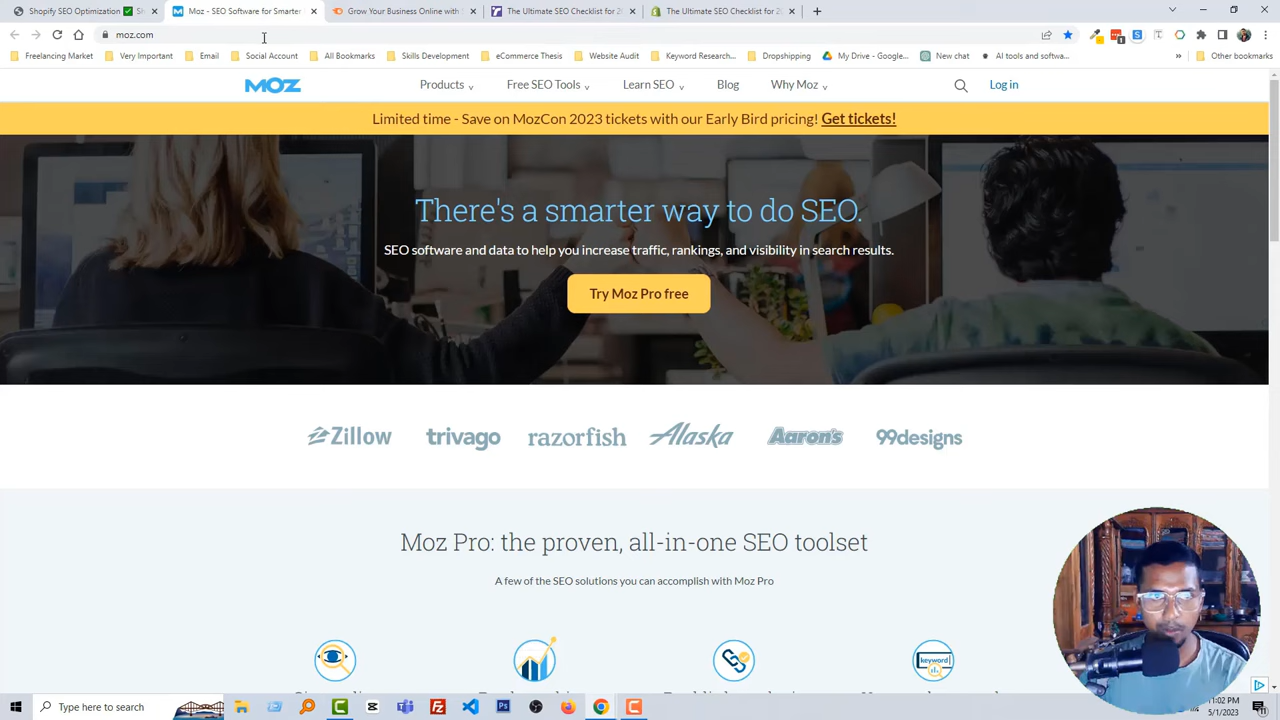 Shopify SEO Optimization ✅ Sh
Moz - SEO Software for Smarter
Grow Your Business Online with
The Ultimate SEO Checklist for 2
The Ultimate SEO Checklist for 2
moz.com
Freelancing Market
Very Important
Email
Social Account
All Bookmarks
Skills Development
eCommerce Thesis
Website Audit
Keyword Research...
Dropshipping
My Drive - Google...
New chat
AI tools and softwa...
»
Other bookmarks
MOZ
Products
Free SEO Tools
Learn SEO
Blog
Why Moz
Log in
Limited time - Save on MozCon 2023 tickets with our Early Bird pricing! Get tickets!
There's a smarter way to do SEO.
SEO software and data to help you increase traffic, rankings, and visibility in search results.
Try Moz Pro free
Zillow
trivago
razorfish
Alaska
Aaron's
99designs
Moz Pro: the proven, all-in-one SEO toolset
A few of the SEO solutions you can accomplish with Moz Pro
keyword
Type here to search
11:02 PM
5/1/2023